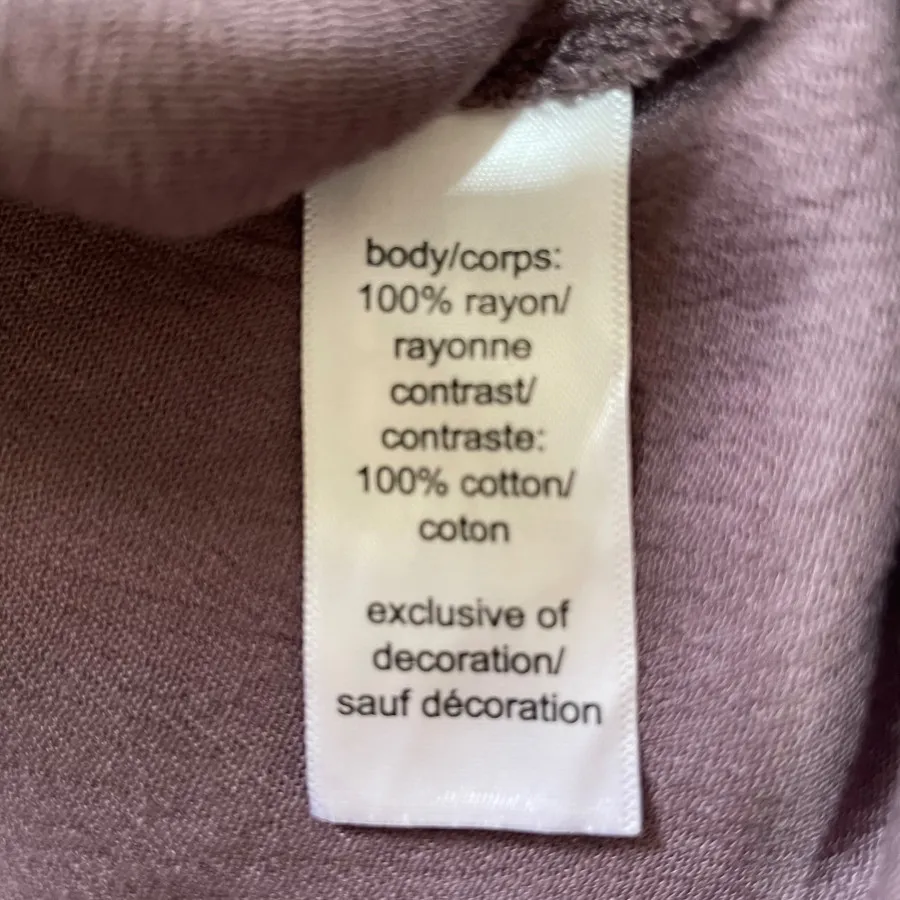 body/corps:
100% rayon/
rayonne
contrast/
contraste:
100% cotton/
coton
exclusive of
decoration/
sauf décoration